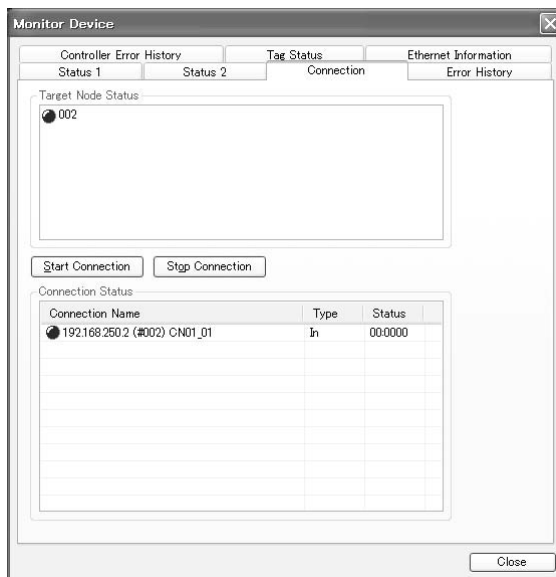 Monitor Device
Controller Error History Tag Status Ethernet Information
Status 1 Status 2 Connection Error History
Target Node Status
002
Start Connection Stop Connection
Connection Status
Connection Name Type Status
192.168.250.2 (#002) CN01_01 In 00:0000
Close